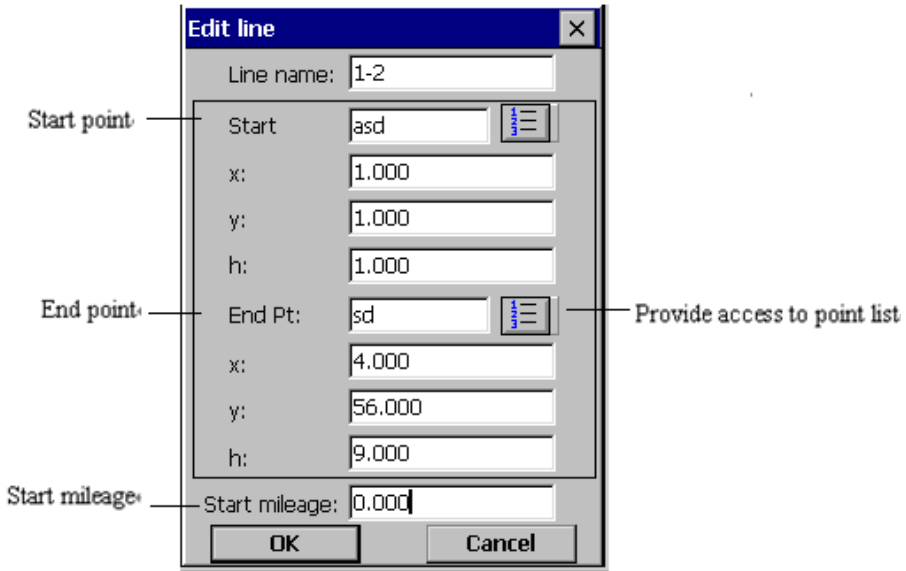 Edit line
Line name: 1-2
Start point
Start asd
x: 1.000
y: 1.000
h: 1.000
End point
End Pt: sd
Provide access to point list
x: 4.000
y: 56.000
h: 9.000
Start mileage
Start mileage: 0.000
OK Cancel